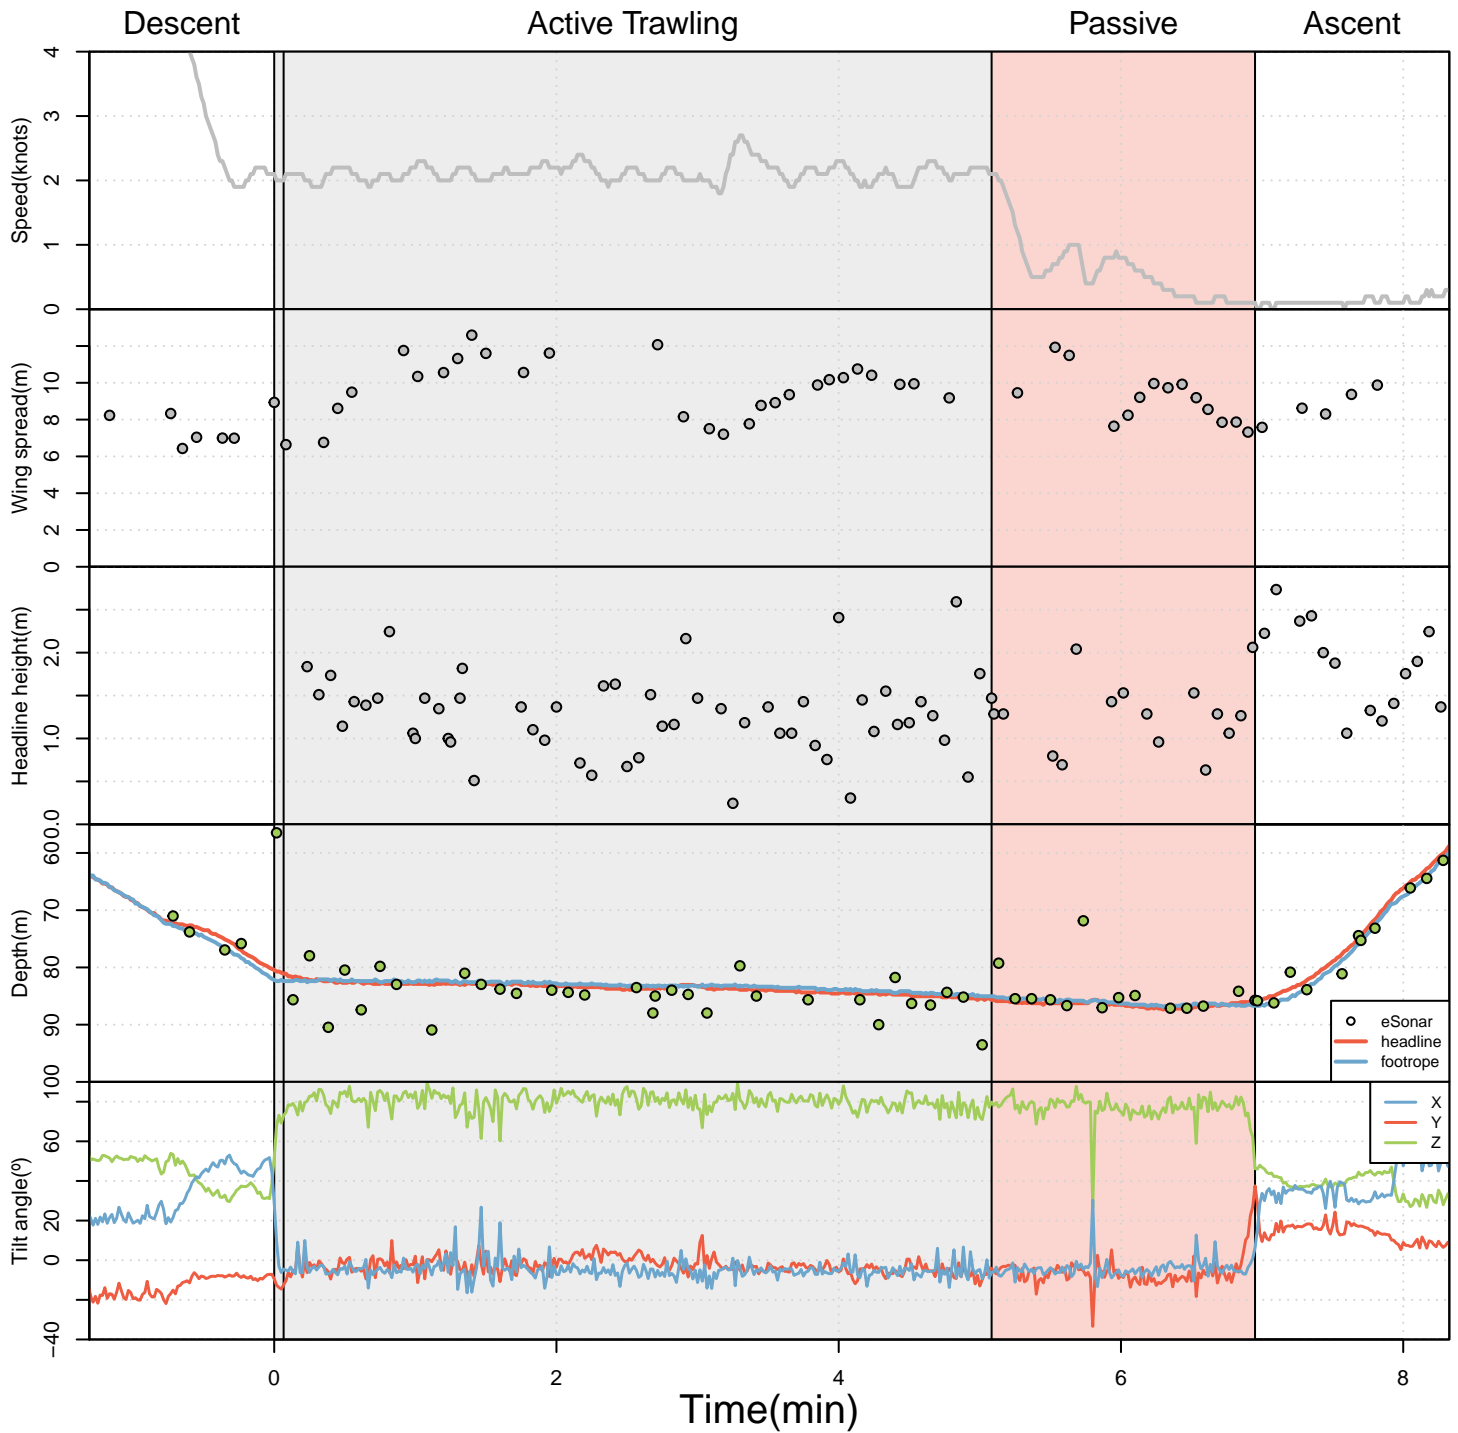 Descent Active Trawling Passive Ascent
Speed(knots)
0 1 2 3 4
Wing spread(m)
0 2 4 6 8 10
Headline height(m)
0.0 1.0 2.0
Depth(m)
100 90 80 70 60
eSonar
headline
footrope
Tilt angle(º)
−40 0 20 60
X
Y
Z
0 2 4 6 8
Time(min)